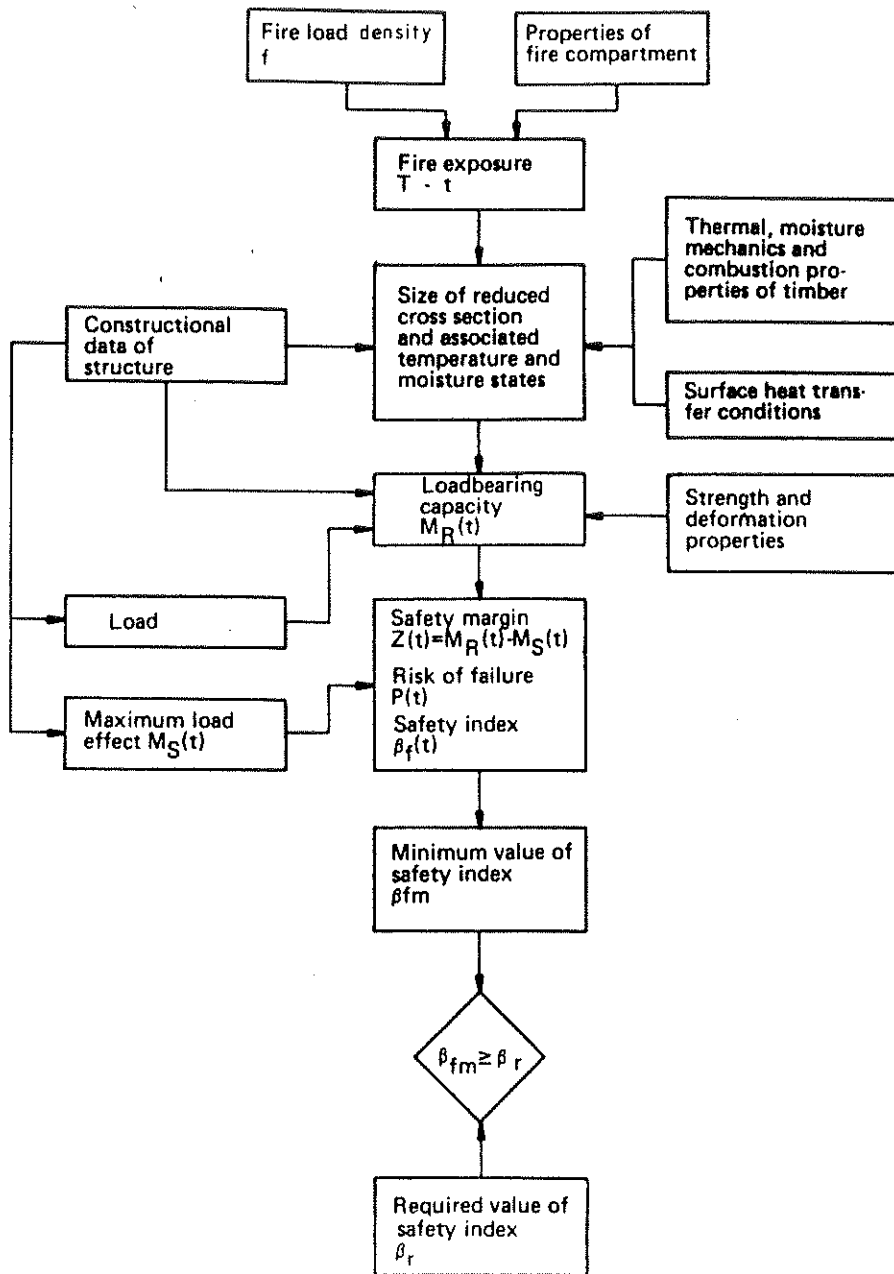 Fire load density
f
Properties of
fire compartment
Fire exposure
T - t
Thermal, moisture
mechanics and
combustion pro-
perties of timber
Size of reduced
cross section
and associated
temperature and
moisture states
Constructional
data of
structure
Surface heat trans-
fer conditions
Loadbearing
capacity
M_R(t)
Strength and
deformation
properties
Load
Safety margin
Z(t)=M_R(t)-M_S(t)
Risk of failure
P(t)
Safety index
β_f(t)
Maximum load
effect M_S(t)
Minimum value of
safety index
βfm
β_fm ≥ β_r
Required value of
safety index
β_r